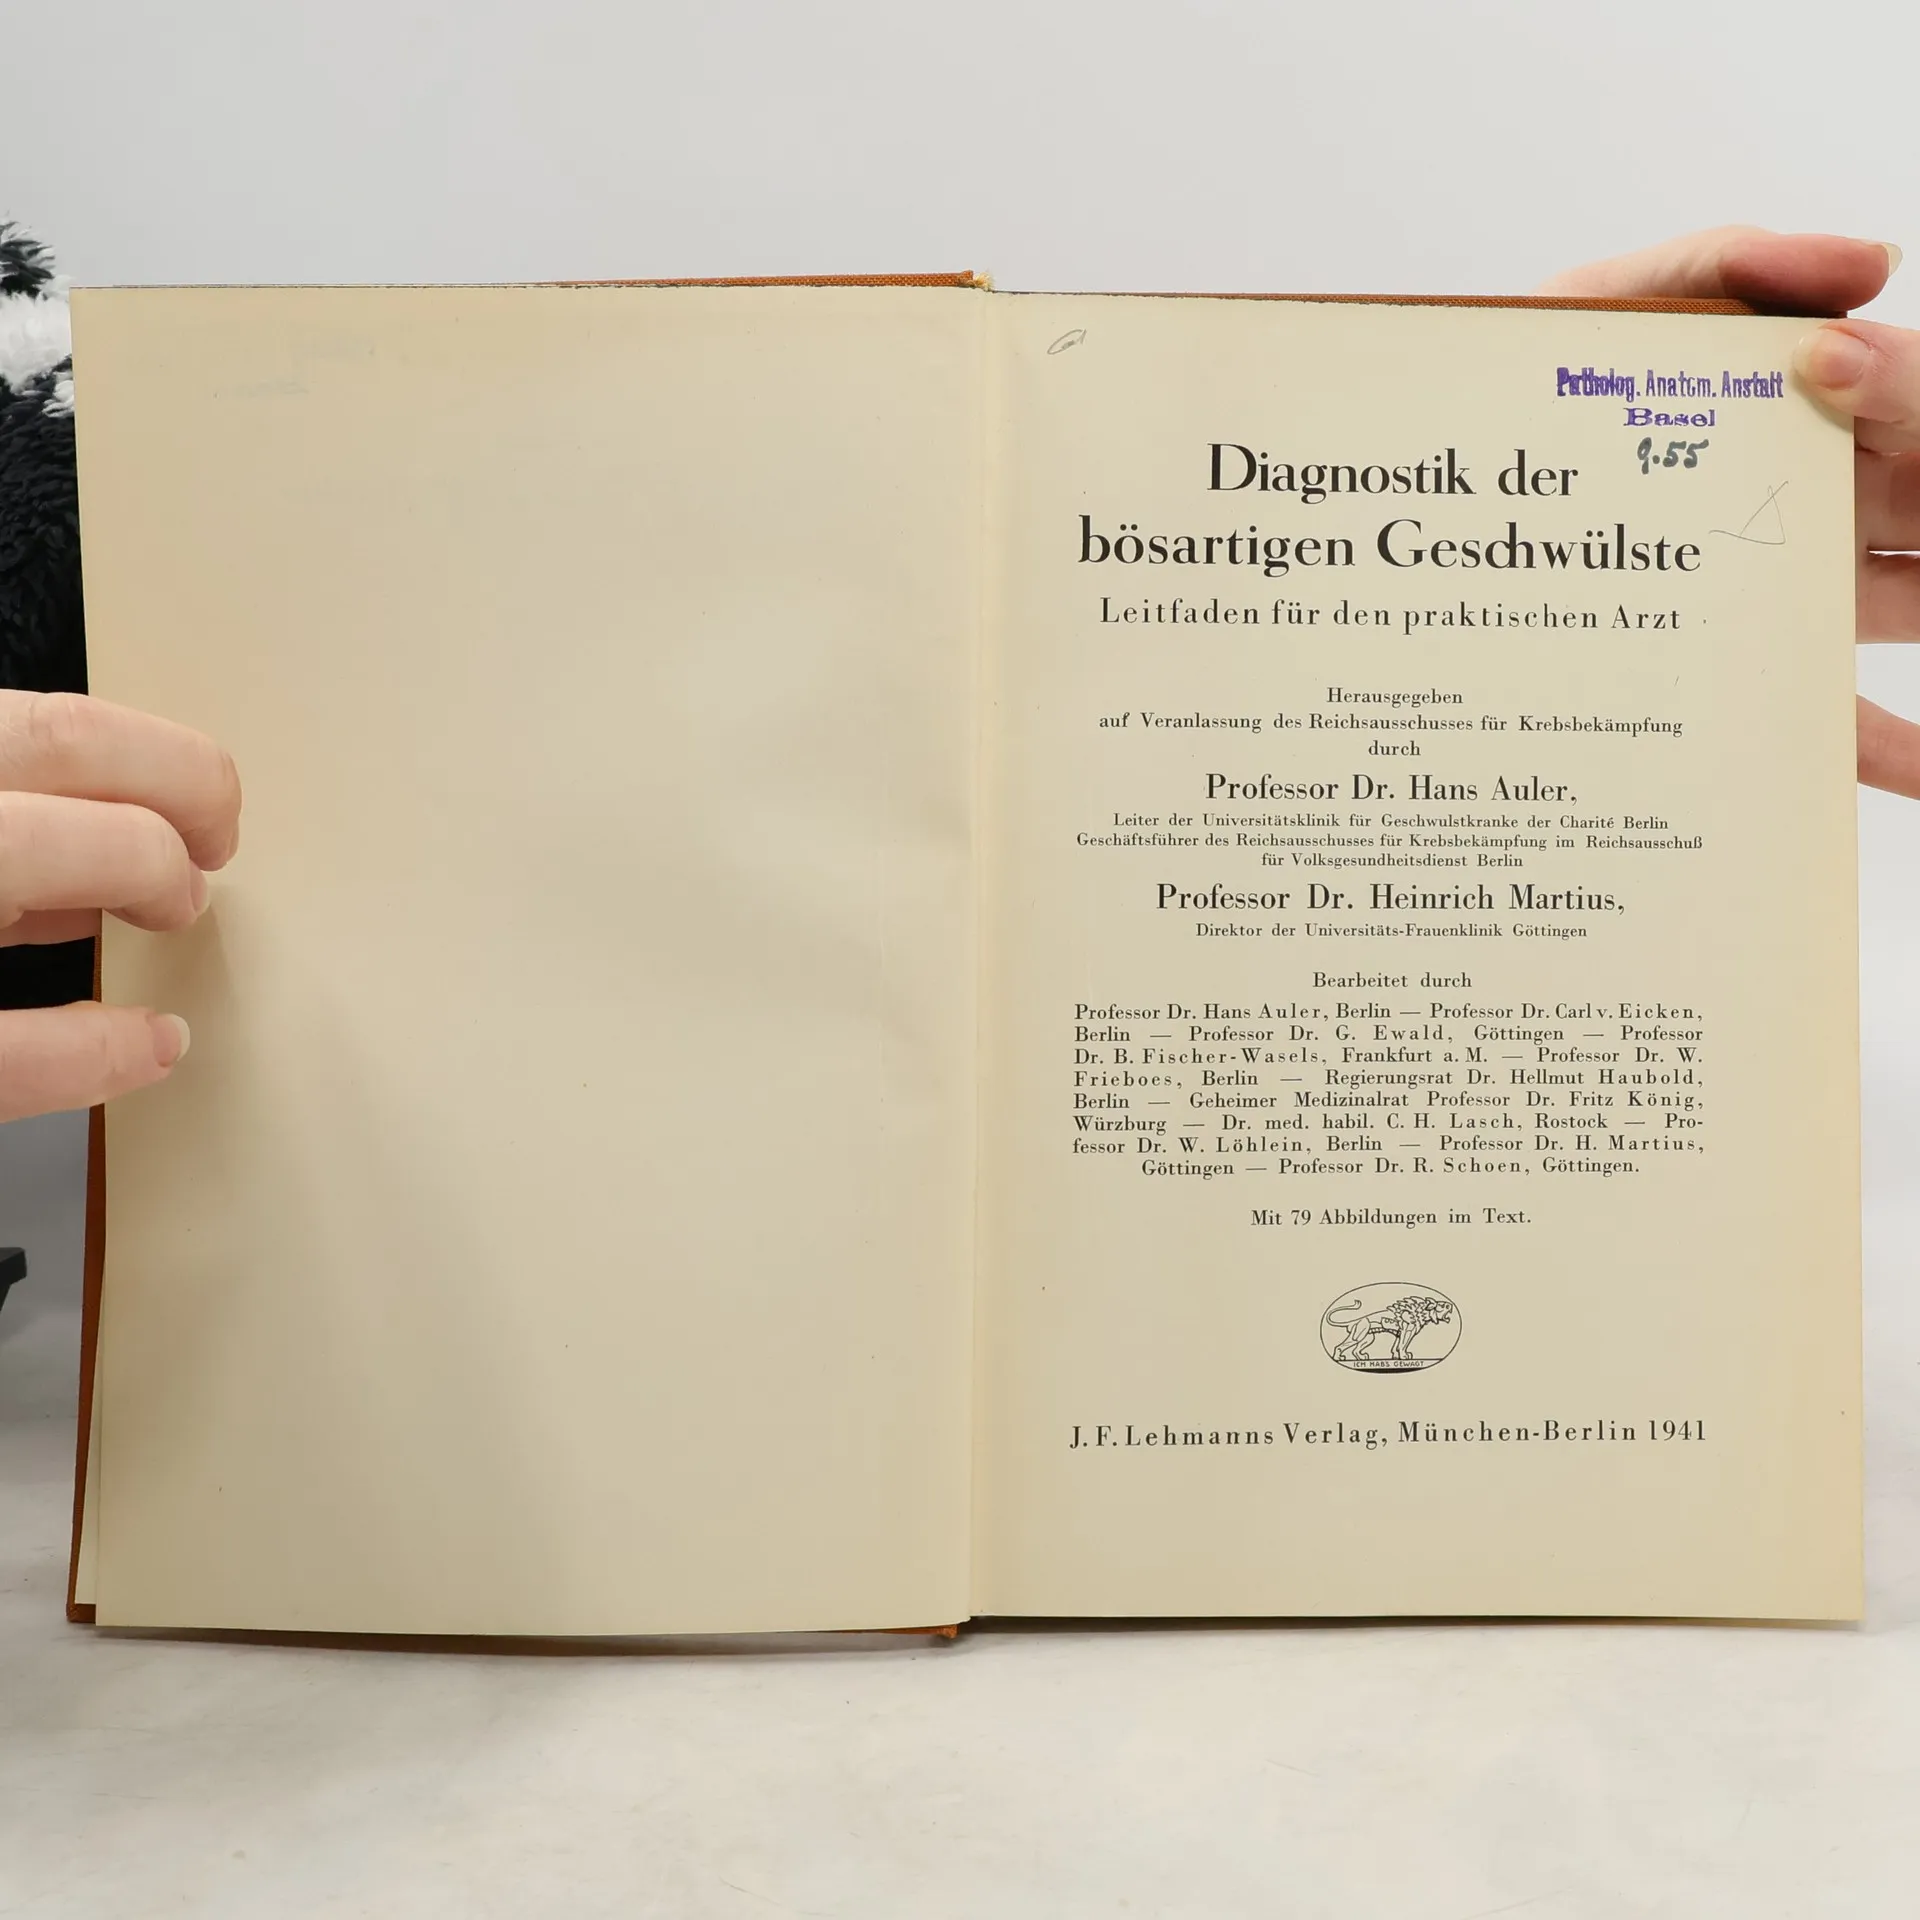 Patholog. Anatom. Anstalt
Basel
9.55
Diagnostik der
bösartigen Geschwülste
Leitfaden für den praktischen Arzt
Herausgegeben
auf Veranlassung des Reichsausschusses für Krebsbekämpfung
durch
Professor Dr. Hans Auler,
Leiter der Universitätsklinik für Geschwulstkranke der Charité Berlin
Geschäftsführer des Reichsausschusses für Krebsbekämpfung im Reichsausschuß
für Volksgesundheitsdienst Berlin
Professor Dr. Heinrich Martius,
Direktor der Universitäts-Frauenklinik Göttingen
Bearbeitet durch
Professor Dr. Hans Auler, Berlin — Professor Dr. Carl v. Eicken,
Berlin — Professor Dr. G. Ewald, Göttingen — Professor
Dr. B. Fischer-Wasels, Frankfurt a. M. — Professor Dr. W.
Frieboes, Berlin — Regierungsrat Dr. Hellmut Haubold,
Berlin — Geheimer Medizinalrat Professor Dr. Fritz König,
Würzburg — Dr. med. habil. C. H. Lasch, Rostock — Pro-
fessor Dr. W. Löhlein, Berlin — Professor Dr. H. Martius,
Göttingen — Professor Dr. R. Schoen, Göttingen.
Mit 79 Abbildungen im Text.
ICH HABS GEWAGT
J. F. Lehmanns Verlag, München-Berlin 1941